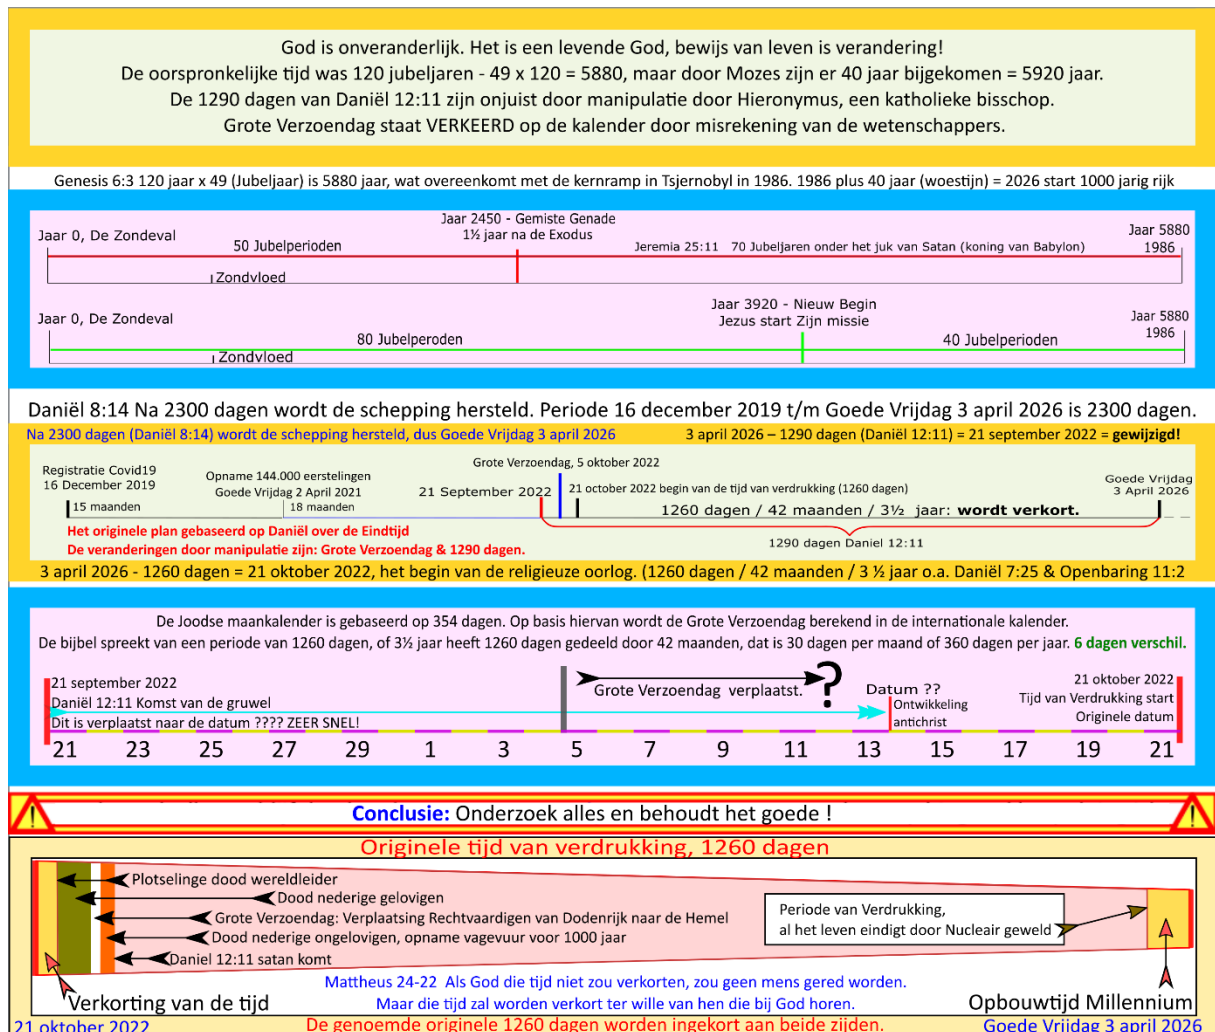 God is onveranderlijk. Het is een levende God, bewijs van leven is verandering!
De oorspronkelijke tijd was 120 jubeljaren - 49 x 120 = 5880, maar door Mozes zijn er 40 jaar bijgekomen = 5920 jaar.
De 1290 dagen van Daniël 12:11 zijn onjuist door manipulatie door Hieronymus, een katholieke bisschop.
Grote Verzoendag staat VERKEERD op de kalender door misrekening van de wetenschappers.
Genesis 6:3 120 jaar x 49 (Jubeljaar) is 5880 jaar, wat overeenkomt met de kernramp in Tsjernobyl in 1986. 1986 plus 40 jaar (woestijn) = 2026 start 1000 jarig rijk
Jaar 0, De Zondeval
50 Jubelperioden
Jaar 2450 - Gemiste Genade
1½ jaar na de Exodus
Jeremia 25:11 70 Jubeljaren onder het juk van Satan (koning van Babylon)
Jaar 5880
1986
Zondvloed
Jaar 0, De Zondeval
80 Jubelperoden
Jaar 3920 - Nieuw Begin
Jezus start Zijn missie
40 Jubelperioden
Jaar 5880
1986
Zondvloed
Daniël 8:14 Na 2300 dagen wordt de schepping hersteld. Periode 16 december 2019 t/m Goede Vrijdag 3 april 2026 is 2300 dagen.
Na 2300 dagen (Daniël 8:14) wordt de schepping hersteld, dus Goede Vrijdag 3 april 2026
3 april 2026 – 1290 dagen (Daniël 12:11) = 21 september 2022 = gewijzigd!
Registratie Covid19
16 December 2019
15 maanden
Opname 144.000 eerstelingen
Goede Vrijdag 2 April 2021
18 maanden
Grote Verzoendag, 5 oktober 2022
21 September 2022
21 october 2022 begin van de tijd van verdrukking (1260 dagen)
1260 dagen / 42 maanden / 3½ jaar: wordt verkort.
Goede Vrijdag
3 April 2026
Het originele plan gebaseerd op Daniël over de Eindtijd
De veranderingen door manipulatie zijn: Grote Verzoendag & 1290 dagen.
1290 dagen Daniel 12:11
3 april 2026 - 1260 dagen = 21 oktober 2022, het begin van de religieuze oorlog. (1260 dagen / 42 maanden / 3 ½ jaar o.a. Daniël 7:25 & Openbaring 11:2
De Joodse maankalender is gebaseerd op 354 dagen. Op basis hiervan wordt de Grote Verzoendag berekend in de internationale kalender.
De bijbel spreekt van een periode van 1260 dagen, of 3½ jaar heeft 1260 dagen gedeeld door 42 maanden, dat is 30 dagen per maand of 360 dagen per jaar. 6 dagen verschil.
21 september 2022
Daniël 12:11 Komst van de gruwel
Dit is verplaatst naar de datum ???? ZEER SNEL!
Grote Verzoendag verplaatst.
?
Datum ??
Ontwikkeling
antichrist
21 oktober 2022
Tijd van Verdrukking start
Originele datum
21 23 25 27 29 1 3 5 7 9 11 13 15 17 19 21
Conclusie: Onderzoek alles en behoudt het goede !
Originele tijd van verdrukking, 1260 dagen
Plotselinge dood wereldleider
Dood nederige gelovigen
Grote Verzoendag: Verplaatsing Rechtvaardigen van Dodenrijk naar de Hemel
Dood nederige ongelovigen, opname vagevuur voor 1000 jaar
Daniel 12:11 satan komt
Periode van Verdrukking,
al het leven eindigt door Nucleair geweld
Mattheus 24-22 Als God die tijd niet zou verkorten, zou geen mens gered worden.
Maar die tijd zal worden verkort ter wille van hen die bij God horen.
Verkorting van de tijd
Opbouwtijd Millennium
21 oktober 2022
De genoemde originele 1260 dagen worden ingekort aan beide zijden.
Goede Vrijdag 3 april 2026